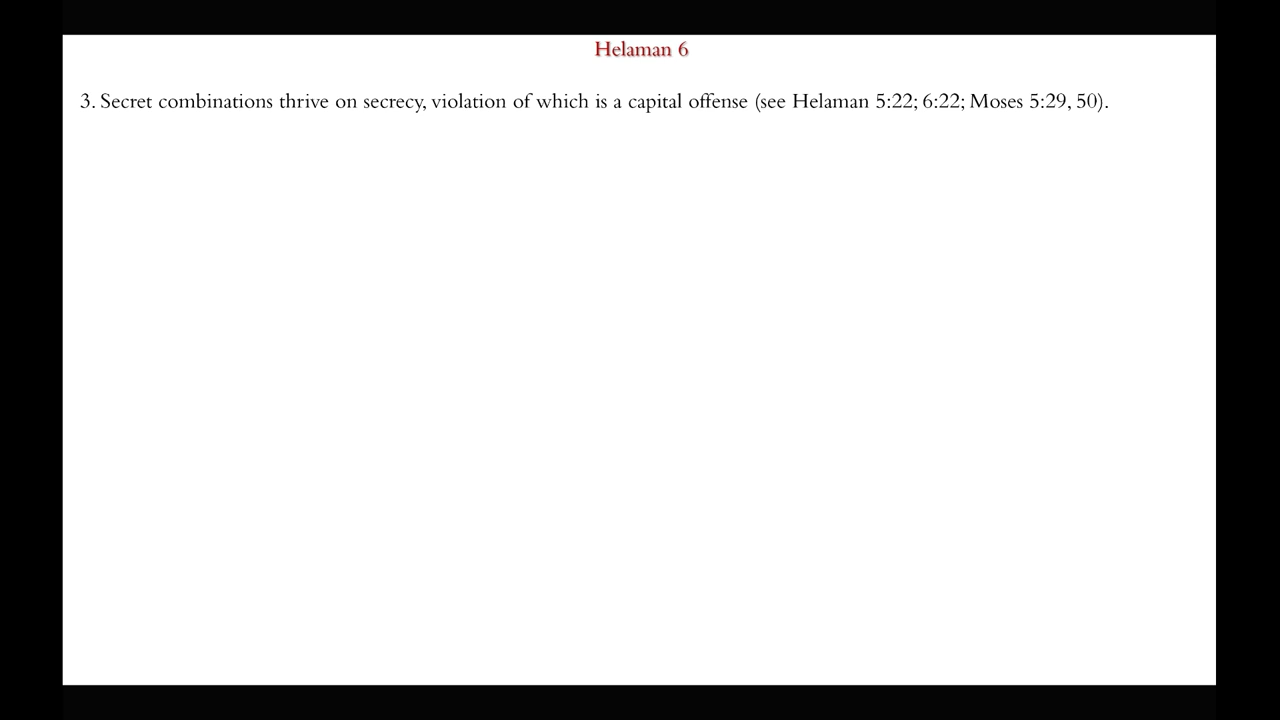 Helaman 6
3. Secret combinations thrive on secrecy, violation of which is a capital offense (see Helaman 5:22; 6:22; Moses 5:29, 50).